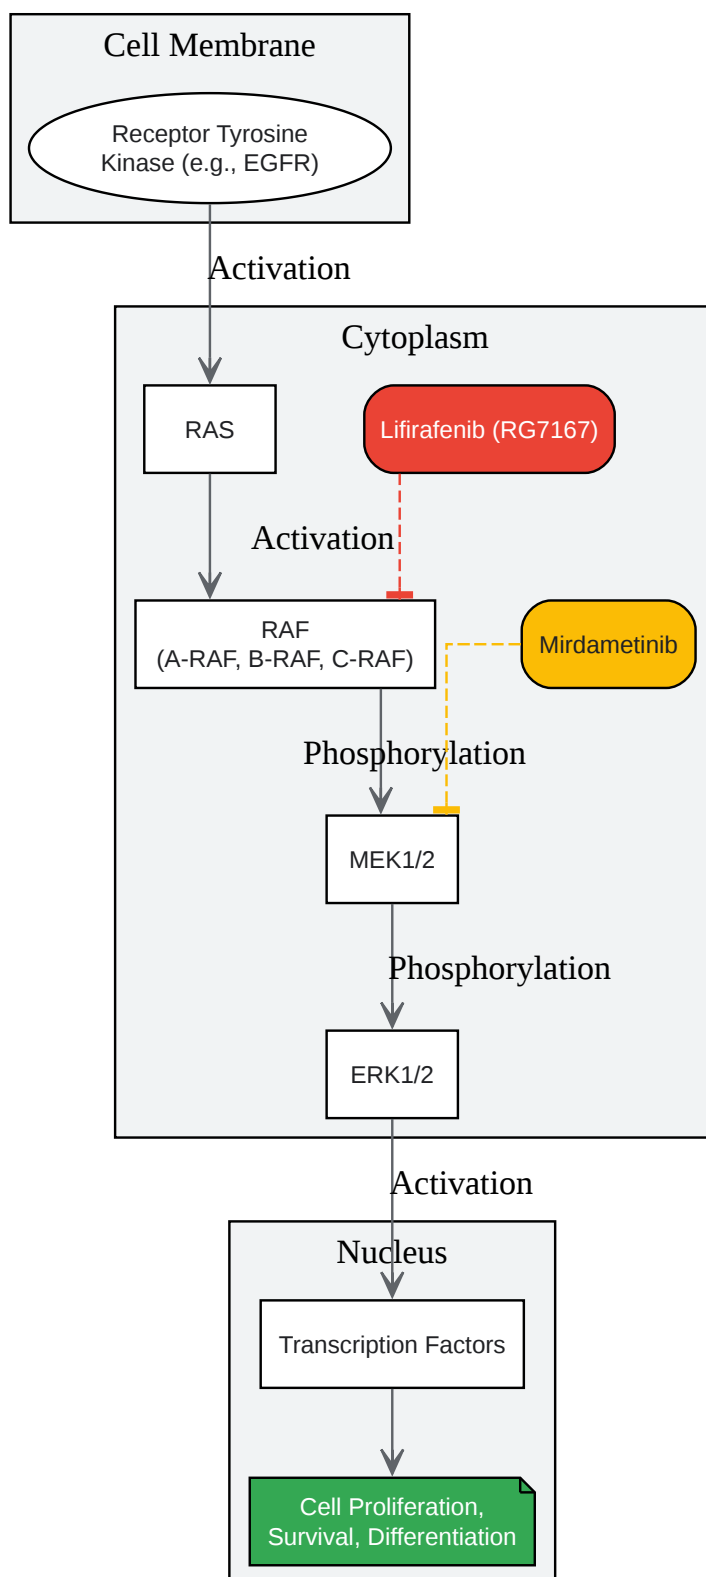 Cell Membrane
Receptor Tyrosine
Kinase (e.g., EGFR)
Activation
Cytoplasm
RAS
Lifirafenib (RG7167)
Activation
RAF
(A-RAF, B-RAF, C-RAF)
Mirdametinib
Phosphorylation
MEK1/2
Phosphorylation
ERK1/2
Activation
Nucleus
Transcription Factors
Cell Proliferation,
Survival, Differentiation